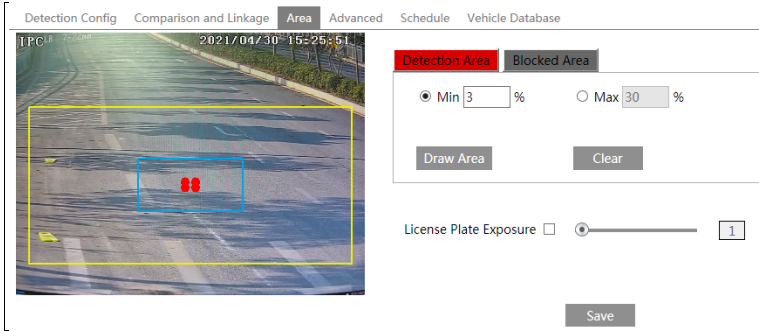 Detection Config Comparison and Linkage Area Advanced Schedule Vehicle Database
IPC 2021/04/30 15:25:51
Detection Area Blocked Area
Min 3 % Max 30 %
Draw Area Clear
License Plate Exposure 1
Save